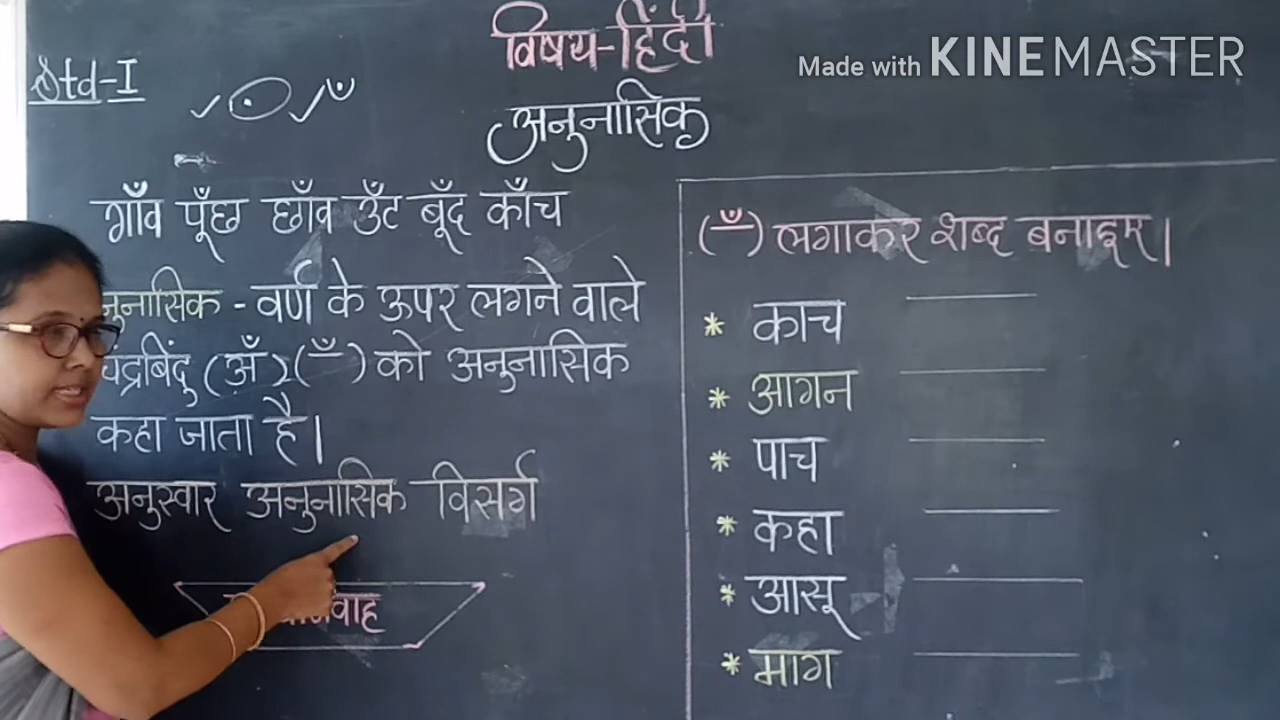 विषय-हिंदी
Made with KINEMASTER
Std-I
अनुनासिक
गाँव पूँछ छाँव उँट बूँद काँच
नुनासिक - वर्ण के ऊपर लगने वाले
चद्रबिंदु (अँ) (ँ) को अनुनासिक
कहा जाता है।
अनुस्वार अनुनासिक विसर्ग
(ँ) लगाकर शब्द बनाइए।
* काच
* आगन
* पाच
* कहा
* आसू
* माग